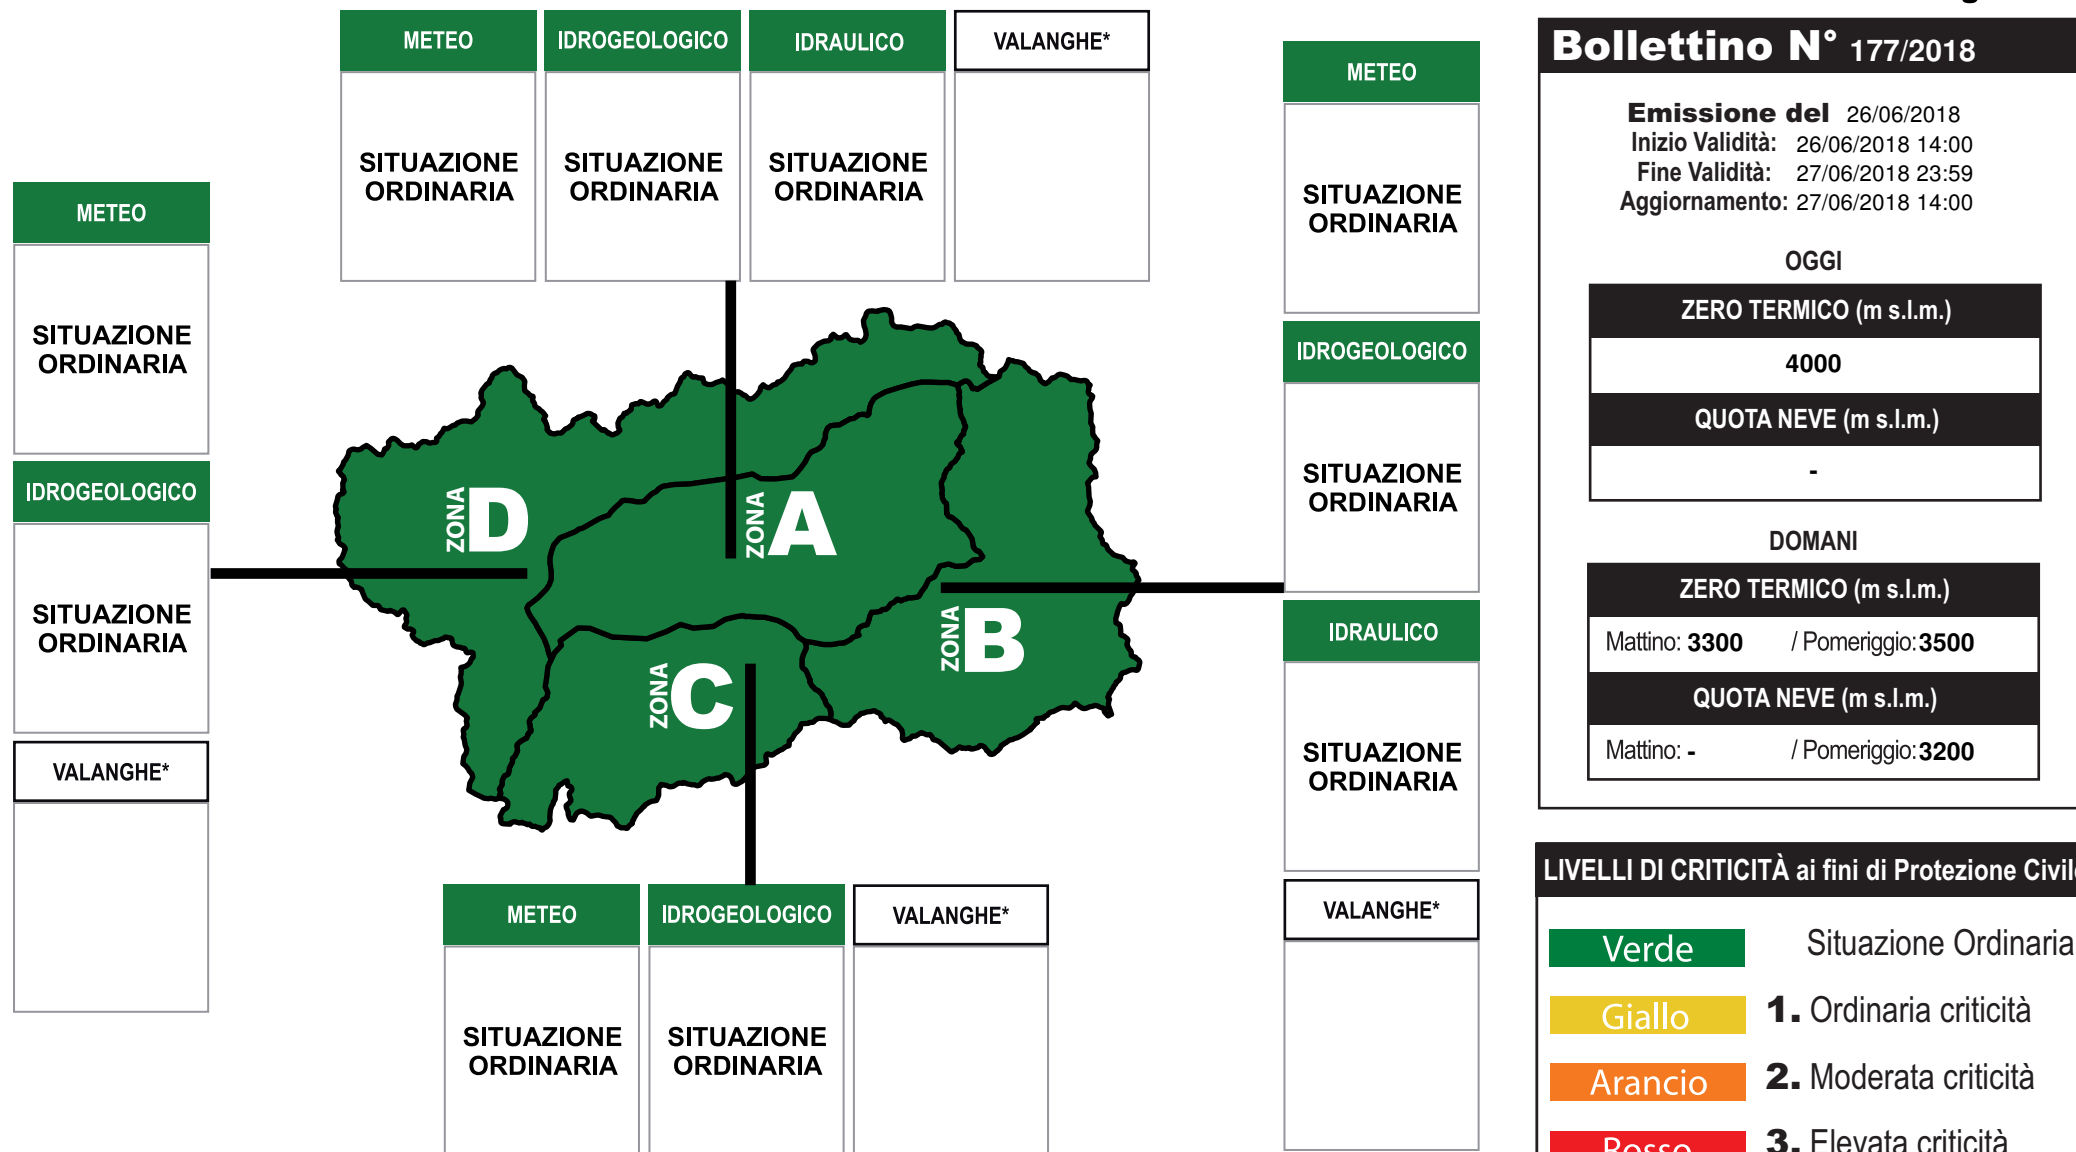 METEO
SITUAZIONE
ORDINARIA
IDROGEOLOGICO
SITUAZIONE
ORDINARIA
IDRAULICO
SITUAZIONE
ORDINARIA
VALANGHE*
METEO
SITUAZIONE
ORDINARIA
IDROGEOLOGICO
SITUAZIONE
ORDINARIA
VALANGHE*
ZONA D
ZONA A
ZONA B
ZONA C
METEO
SITUAZIONE
ORDINARIA
IDROGEOLOGICO
SITUAZIONE
ORDINARIA
IDRAULICO
SITUAZIONE
ORDINARIA
VALANGHE*
METEO
SITUAZIONE
ORDINARIA
IDROGEOLOGICO
SITUAZIONE
ORDINARIA
VALANGHE*
Bollettino N° 177/2018
Emissione del 26/06/2018
Inizio Validità: 26/06/2018 14:00
Fine Validità: 27/06/2018 23:59
Aggiornamento: 27/06/2018 14:00
OGGI
ZERO TERMICO (m s.l.m.)
4000
QUOTA NEVE (m s.l.m.)
-
DOMANI
ZERO TERMICO (m s.l.m.)
Mattino: 3300 / Pomeriggio: 3500
QUOTA NEVE (m s.l.m.)
Mattino: - / Pomeriggio: 3200
LIVELLI DI CRITICITÀ ai fini di Protezione Civile
Verde Situazione Ordinaria
Giallo 1. Ordinaria criticità
Arancio 2. Moderata criticità
Rosso 3. Elevata criticità